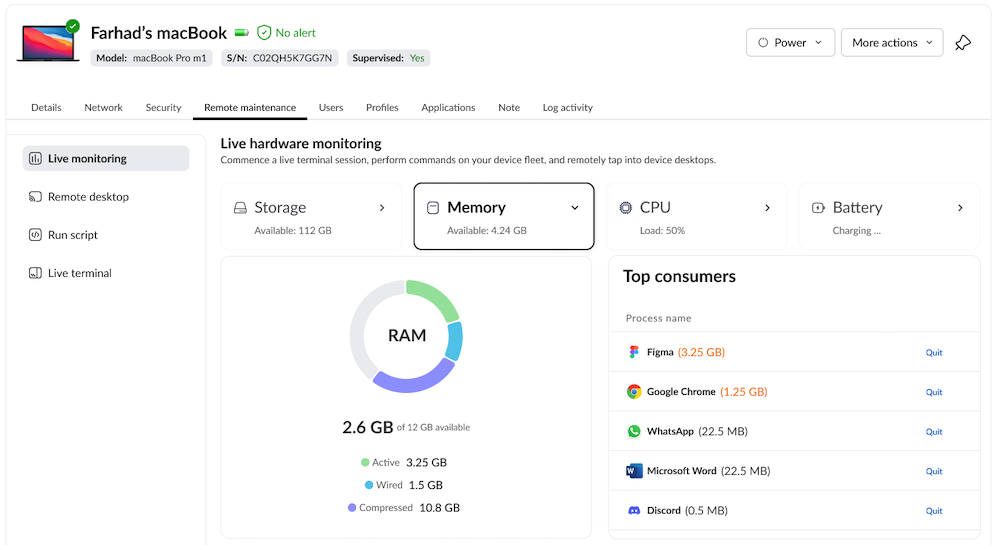 Farhad’s macBook
No alert
Model: macBook Pro m1
S/N: C02QH5K7GG7N
Supervised: Yes
Power
More actions
Details
Network
Security
Remote maintenance
Users
Profiles
Applications
Note
Log activity
Live monitoring
Remote desktop
Run script
Live terminal
Live hardware monitoring
Commence a live terminal session, perform commands on your device fleet, and remotely tap into device desktops.
Storage
Available: 112 GB
Memory
Available: 4.24 GB
CPU
Load: 50%
Battery
Charging ...
RAM
2.6 GB of 12 GB available
Active 3.25 GB
Wired 1.5 GB
Compressed 10.8 GB
Top consumers
Process name
Figma (3.25 GB) Quit
Google Chrome (1.25 GB) Quit
WhatsApp (22.5 MB) Quit
Microsoft Word (22.5 MB) Quit
Discord (0.5 MB) Quit